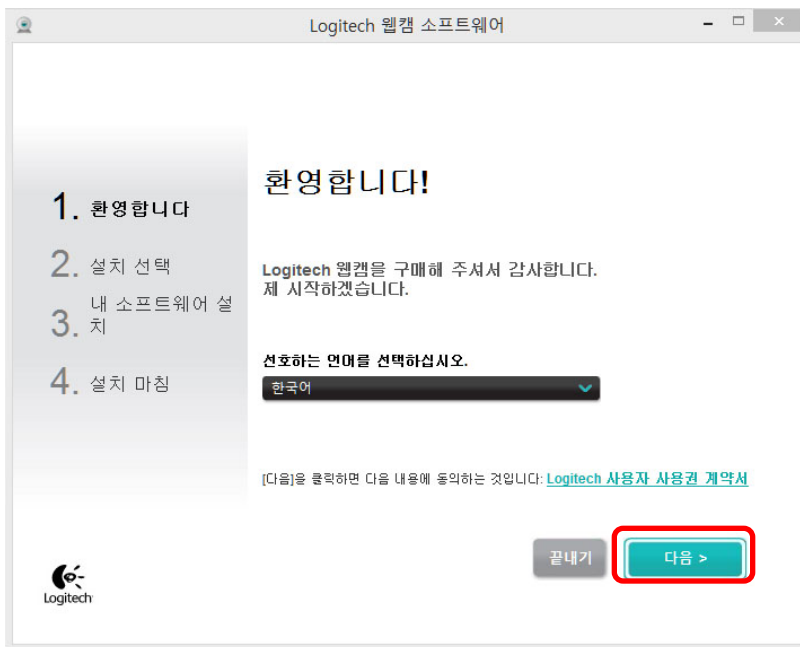 Logitech 웹캠 소프트웨어
환영합니다!
1. 환영합니다
2. 설치 선택
3. 내 소프트웨어 설
치
4. 설치 마침
Logitech 웹캠을 구매해 주셔서 감사합니다.
제 시작하겠습니다.
선호하는 언어를 선택하십시오.
한국어
[다음]을 클릭하면 다음 내용에 동의하는 것입니다: Logitech 사용자 사용권 계약서
끝내기
다음 >
Logitech